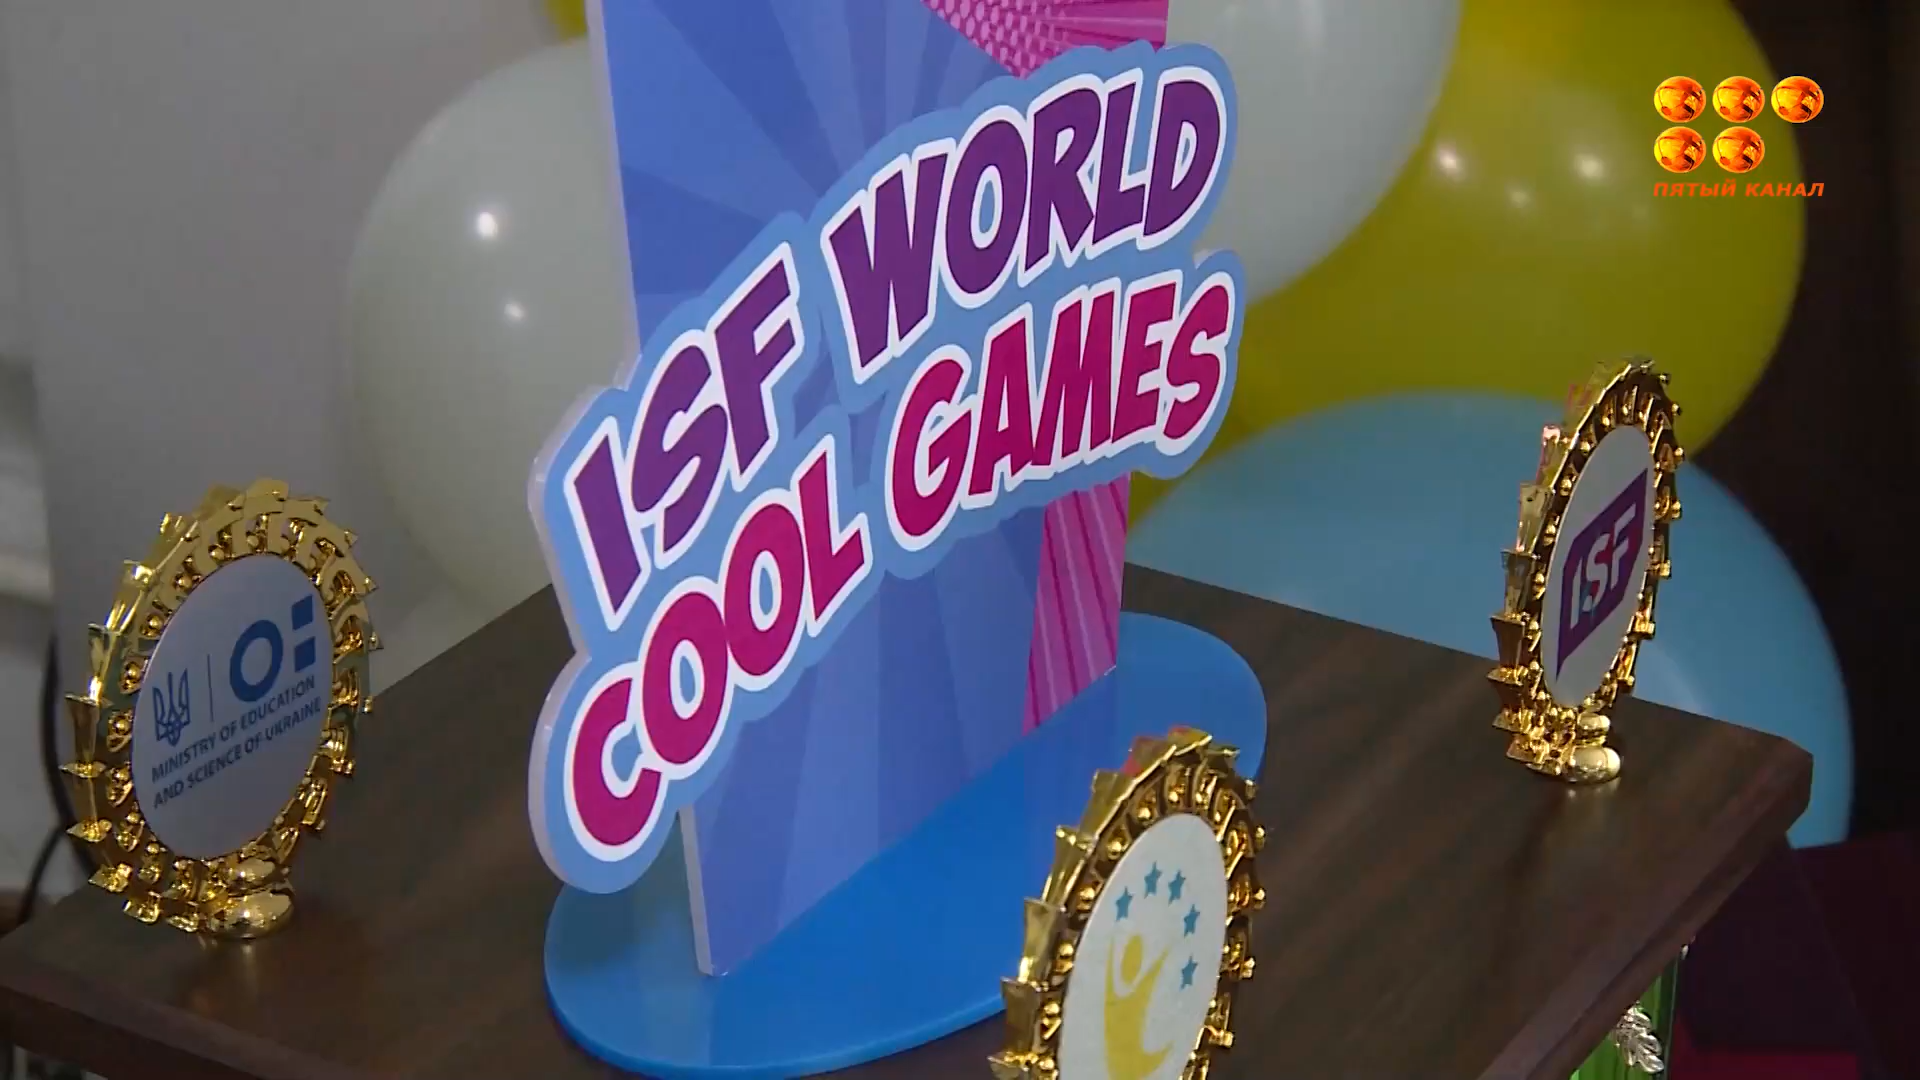 ISF WORLD
COOL GAMES
ПЯТЫЙ КАНАЛ
MINISTRY OF EDUCATION
AND SCIENCE OF UKRAINE
ISF